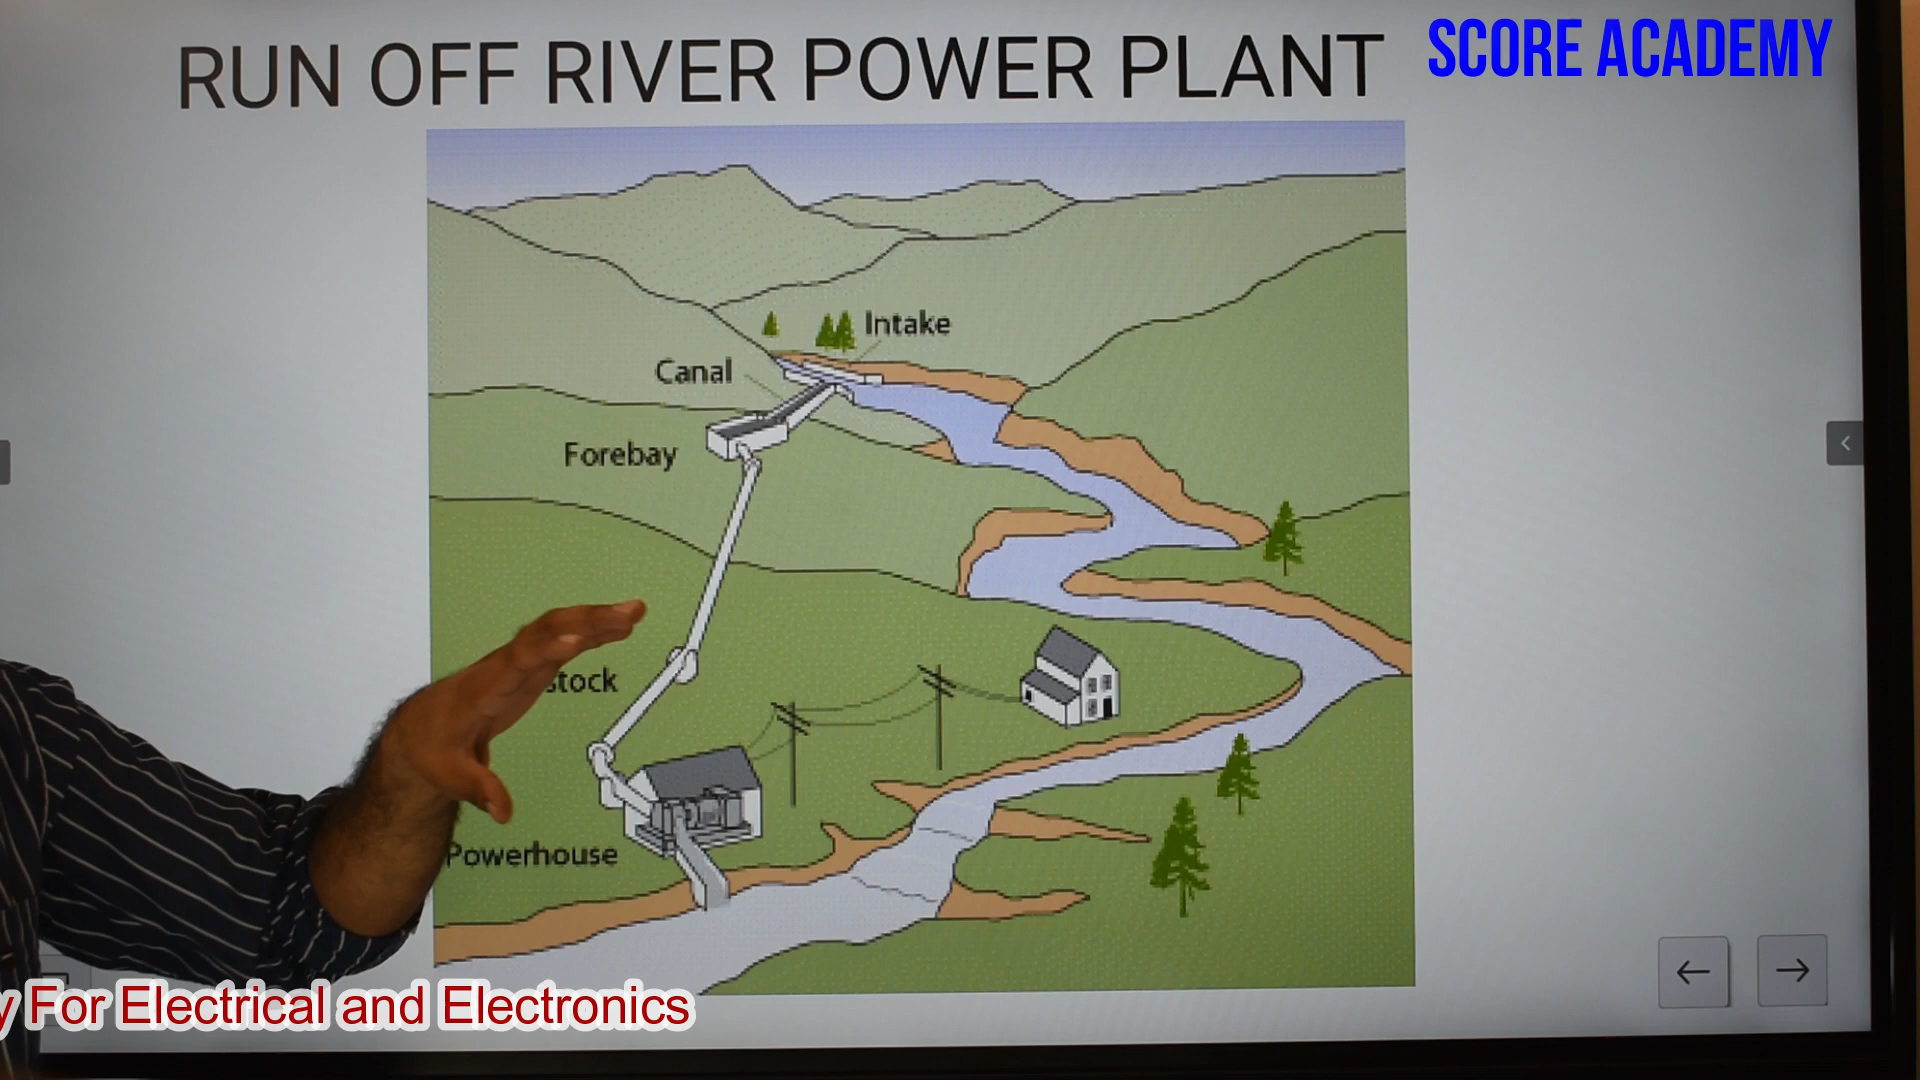 RUN OFF RIVER POWER PLANT
SCORE ACADEMY
Intake
Canal
Forebay
stock
Powerhouse
y For Electrical and Electronics